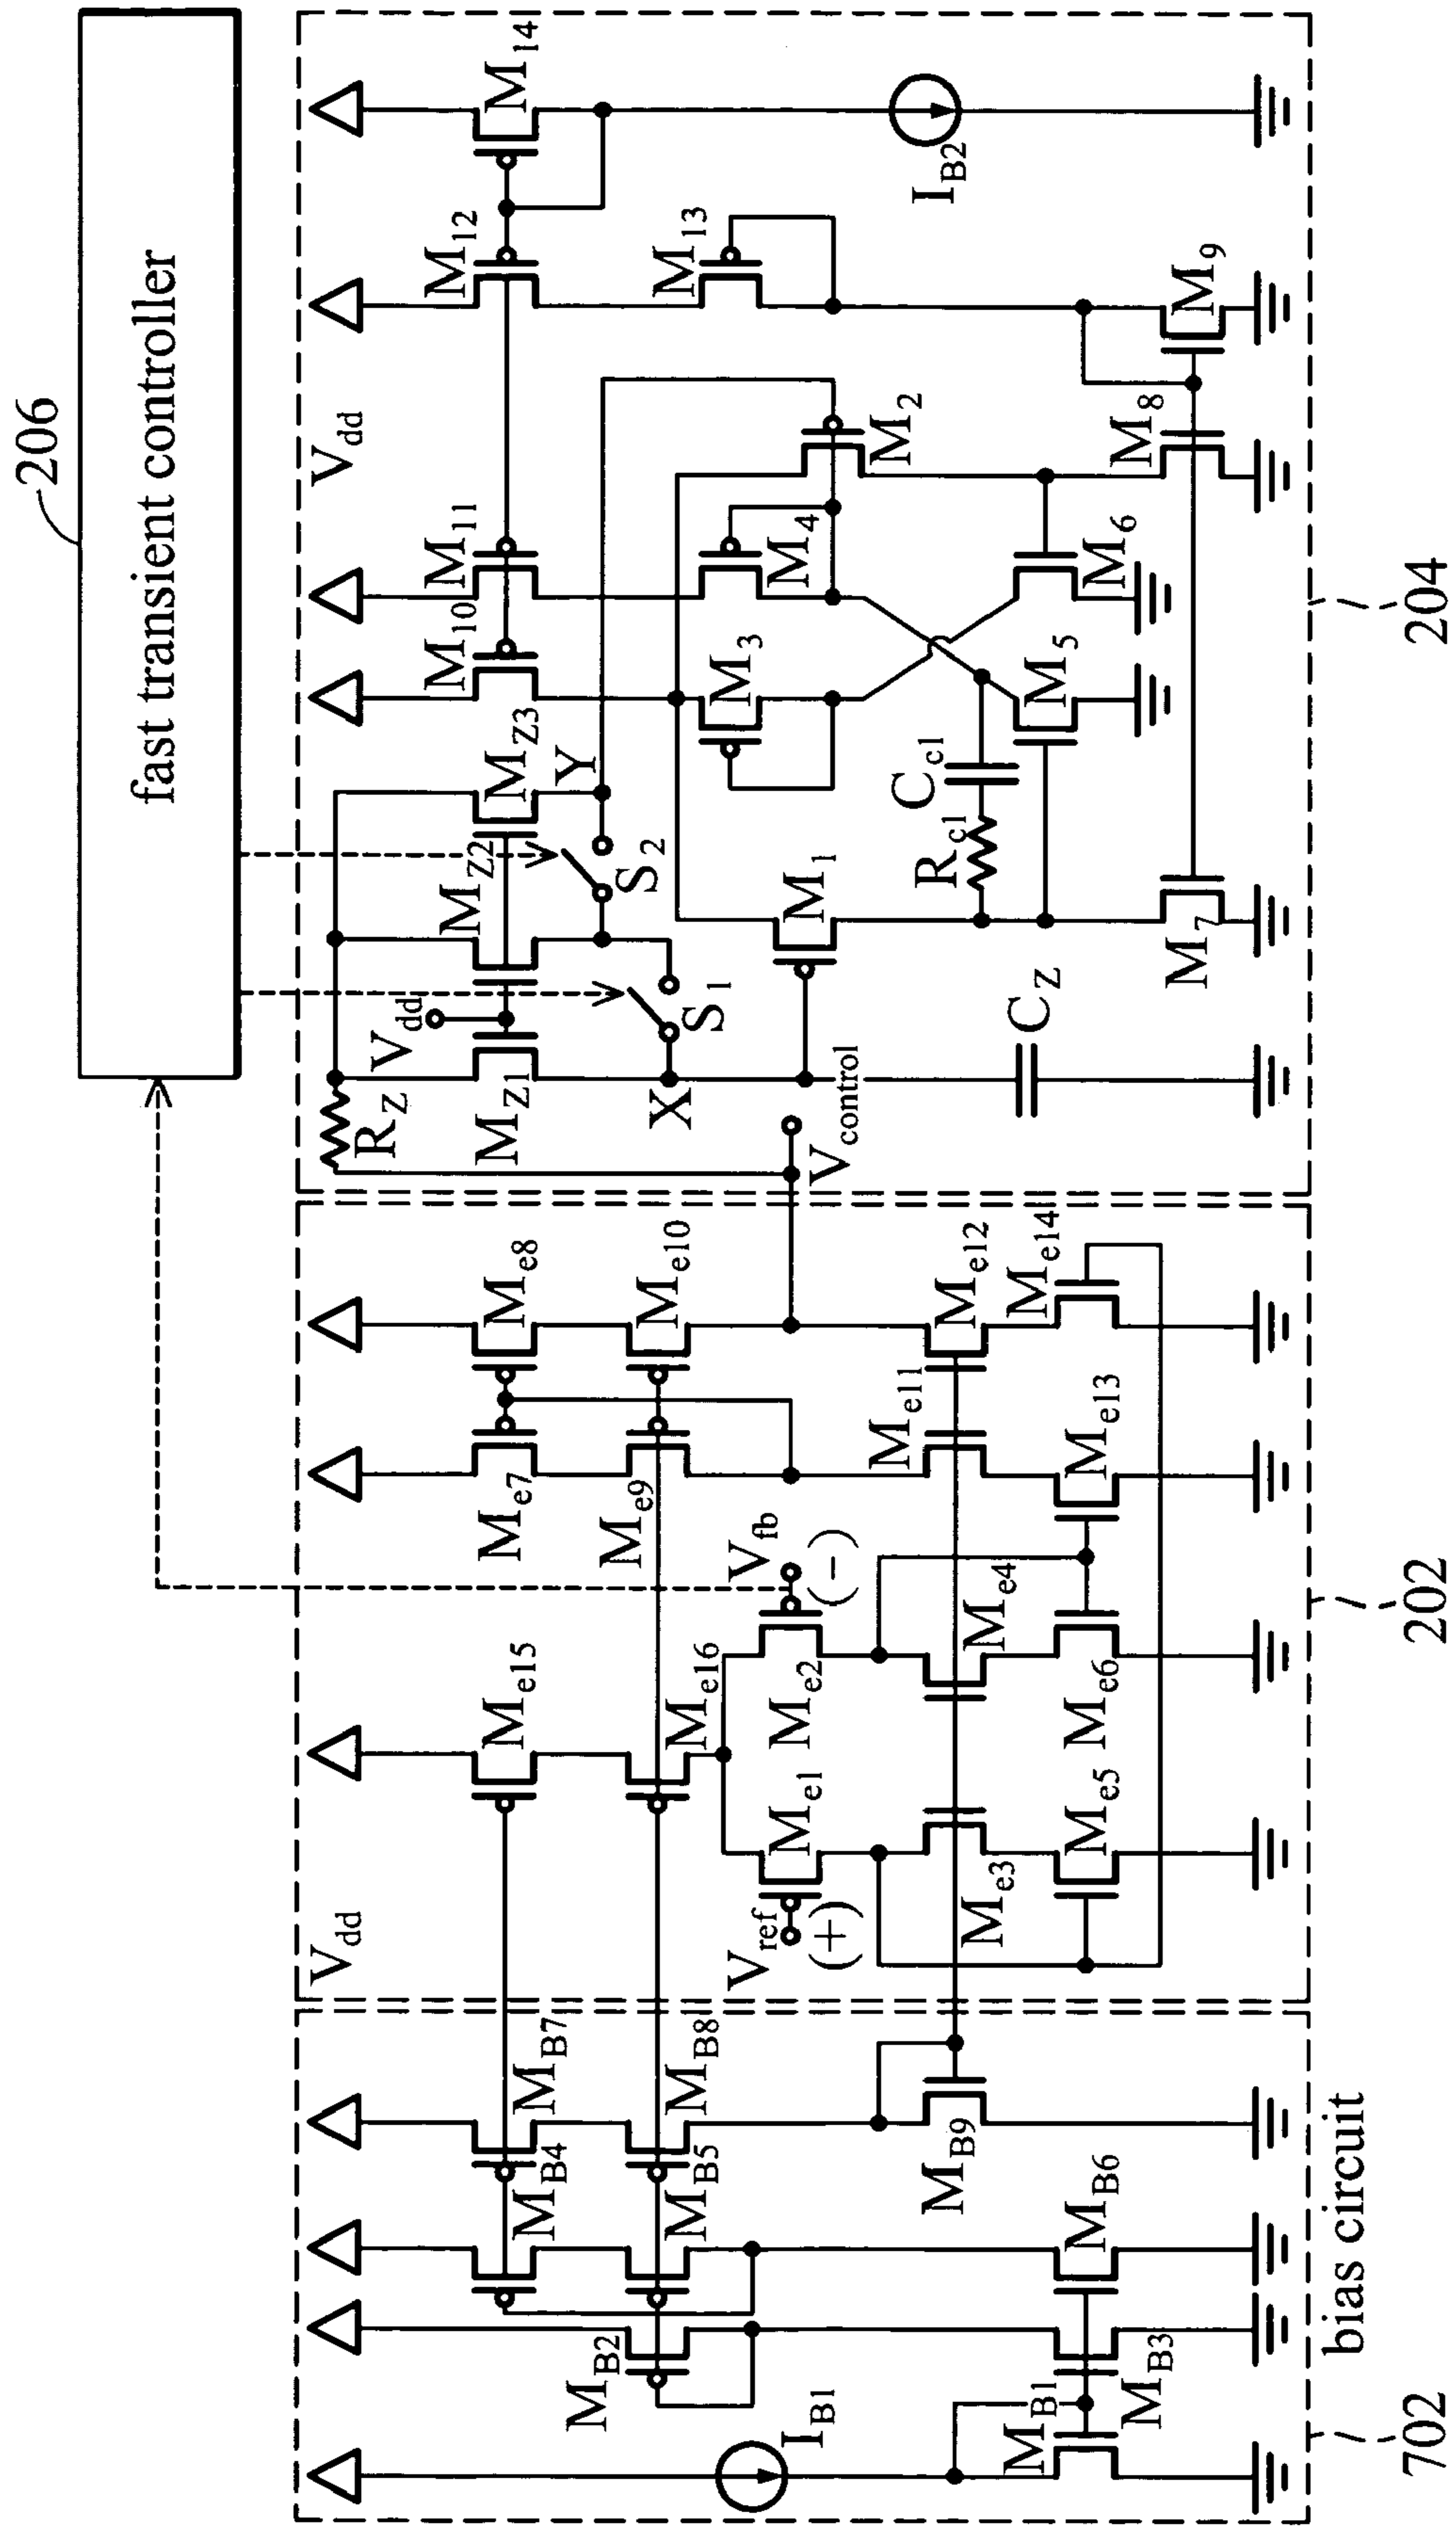 206
fast transient controller
V_dd
M_14
M_12
M_11
M_10
M_Z3
M_Z2
V_dd
M_Z1
R_Z
Y
S_2
S_1
X
M_13
M_3
M_4
M_2
M_1
I_B2
C_c1
R_c1
M_5
M_6
M_8
M_9
M_7
C_Z
V_control
204
V_dd
M_e15
M_e7
M_e8
M_e9
M_e10
M_e16
V_ref
(+)
M_e1
M_e2
V_fb
(-)
M_e3
M_e4
M_e11
M_e12
M_e5
M_e6
M_e13
M_e14
202
M_B7
M_B4
M_B8
M_B5
M_B2
I_B1
M_B9
M_B1
M_B3
M_B6
bias circuit
702